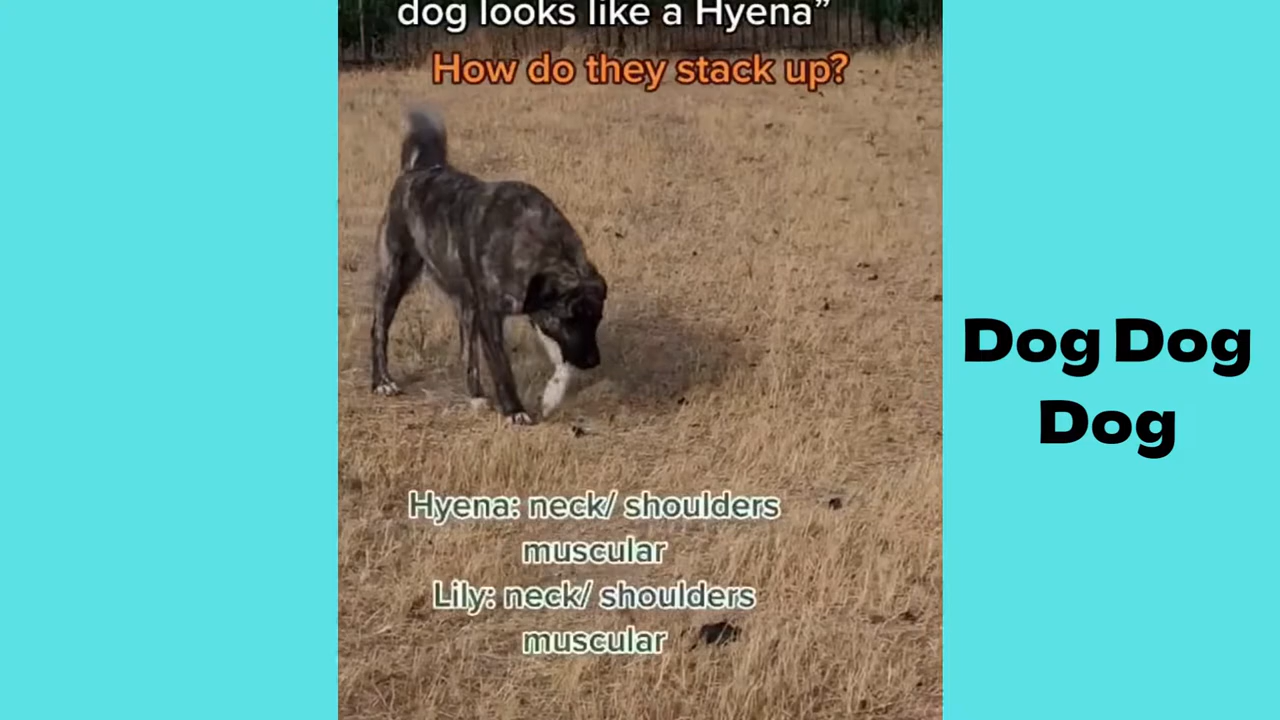 dog looks like a Hyena”
How do they stack up?
Dog Dog
Dog
Hyena: neck/ shoulders
muscular
Lily: neck/ shoulders
muscular